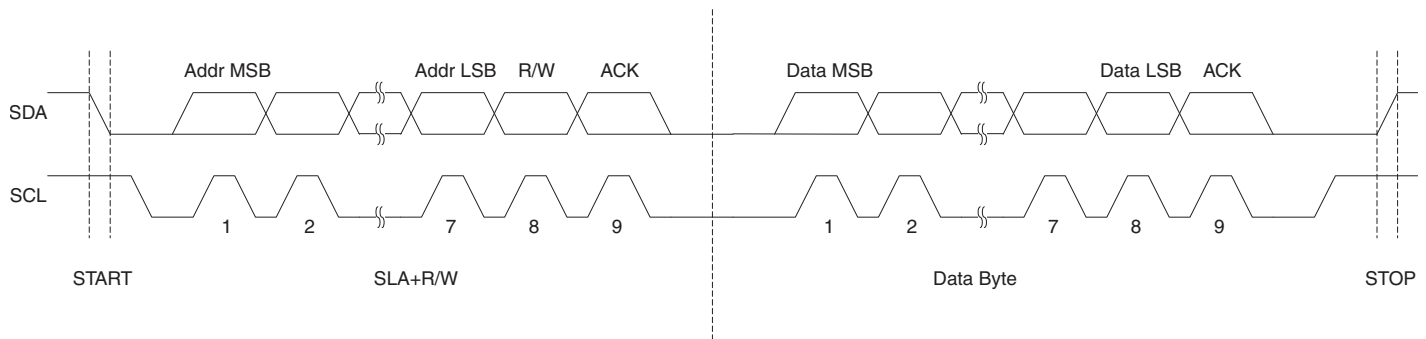 Addr MSB Addr LSB R/W ACK Data MSB Data LSB ACK
SDA
SCL
1 2 7 8 9 1 2 7 8 9
START SLA+R/W Data Byte STOP